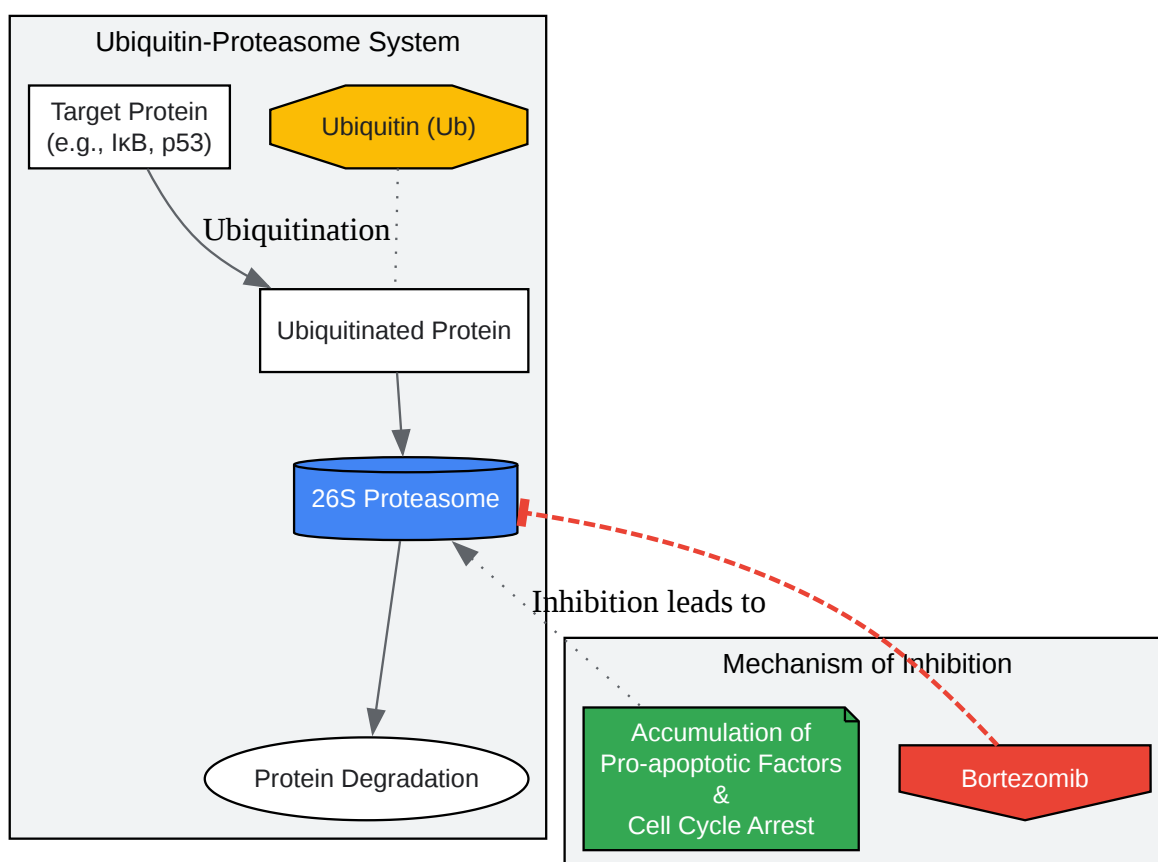 Ubiquitin-Proteasome System
Target Protein
(e.g., IκB, p53)
Ubiquitin (Ub)
Ubiquitination
Ubiquitinated Protein
26S Proteasome
Inhibition leads to
Protein Degradation
Mechanism of Inhibition
Accumulation of
Pro-apoptotic Factors
&
Cell Cycle Arrest
Bortezomib